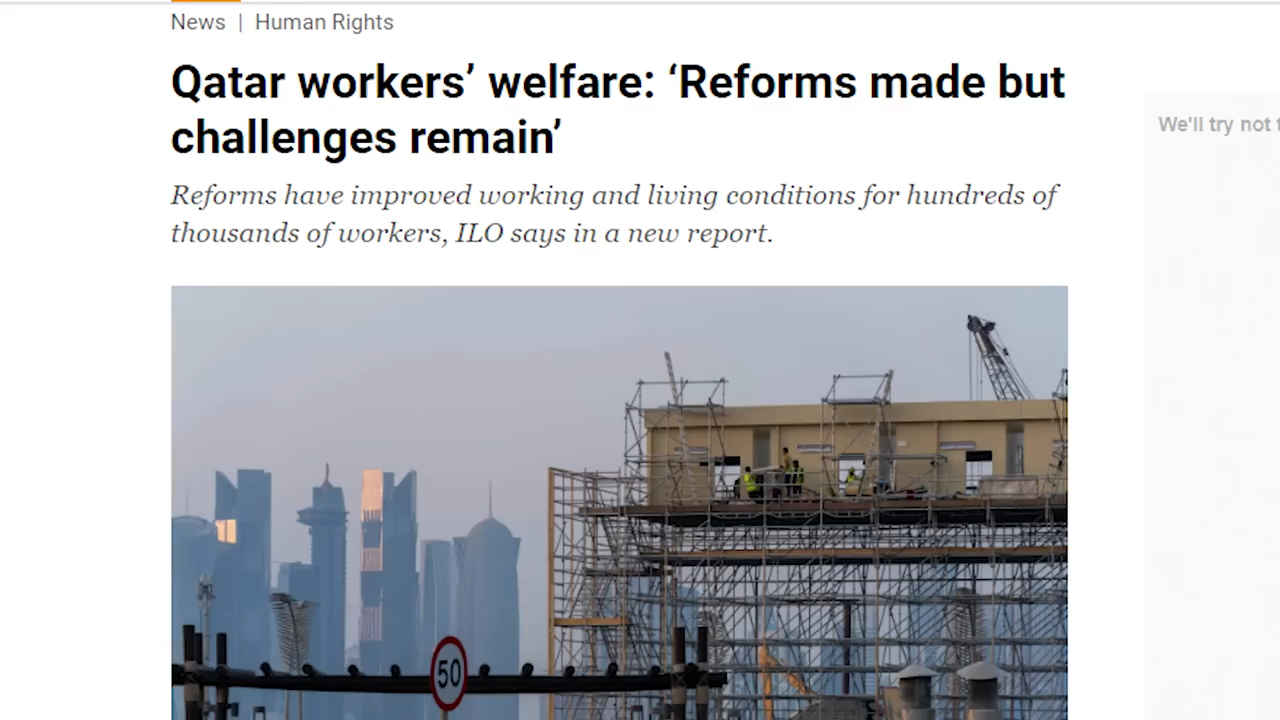 News | Human Rights
Qatar workers’ welfare: ‘Reforms made but
challenges remain’
Reforms have improved working and living conditions for hundreds of
thousands of workers, ILO says in a new report.
We'll try not t
50